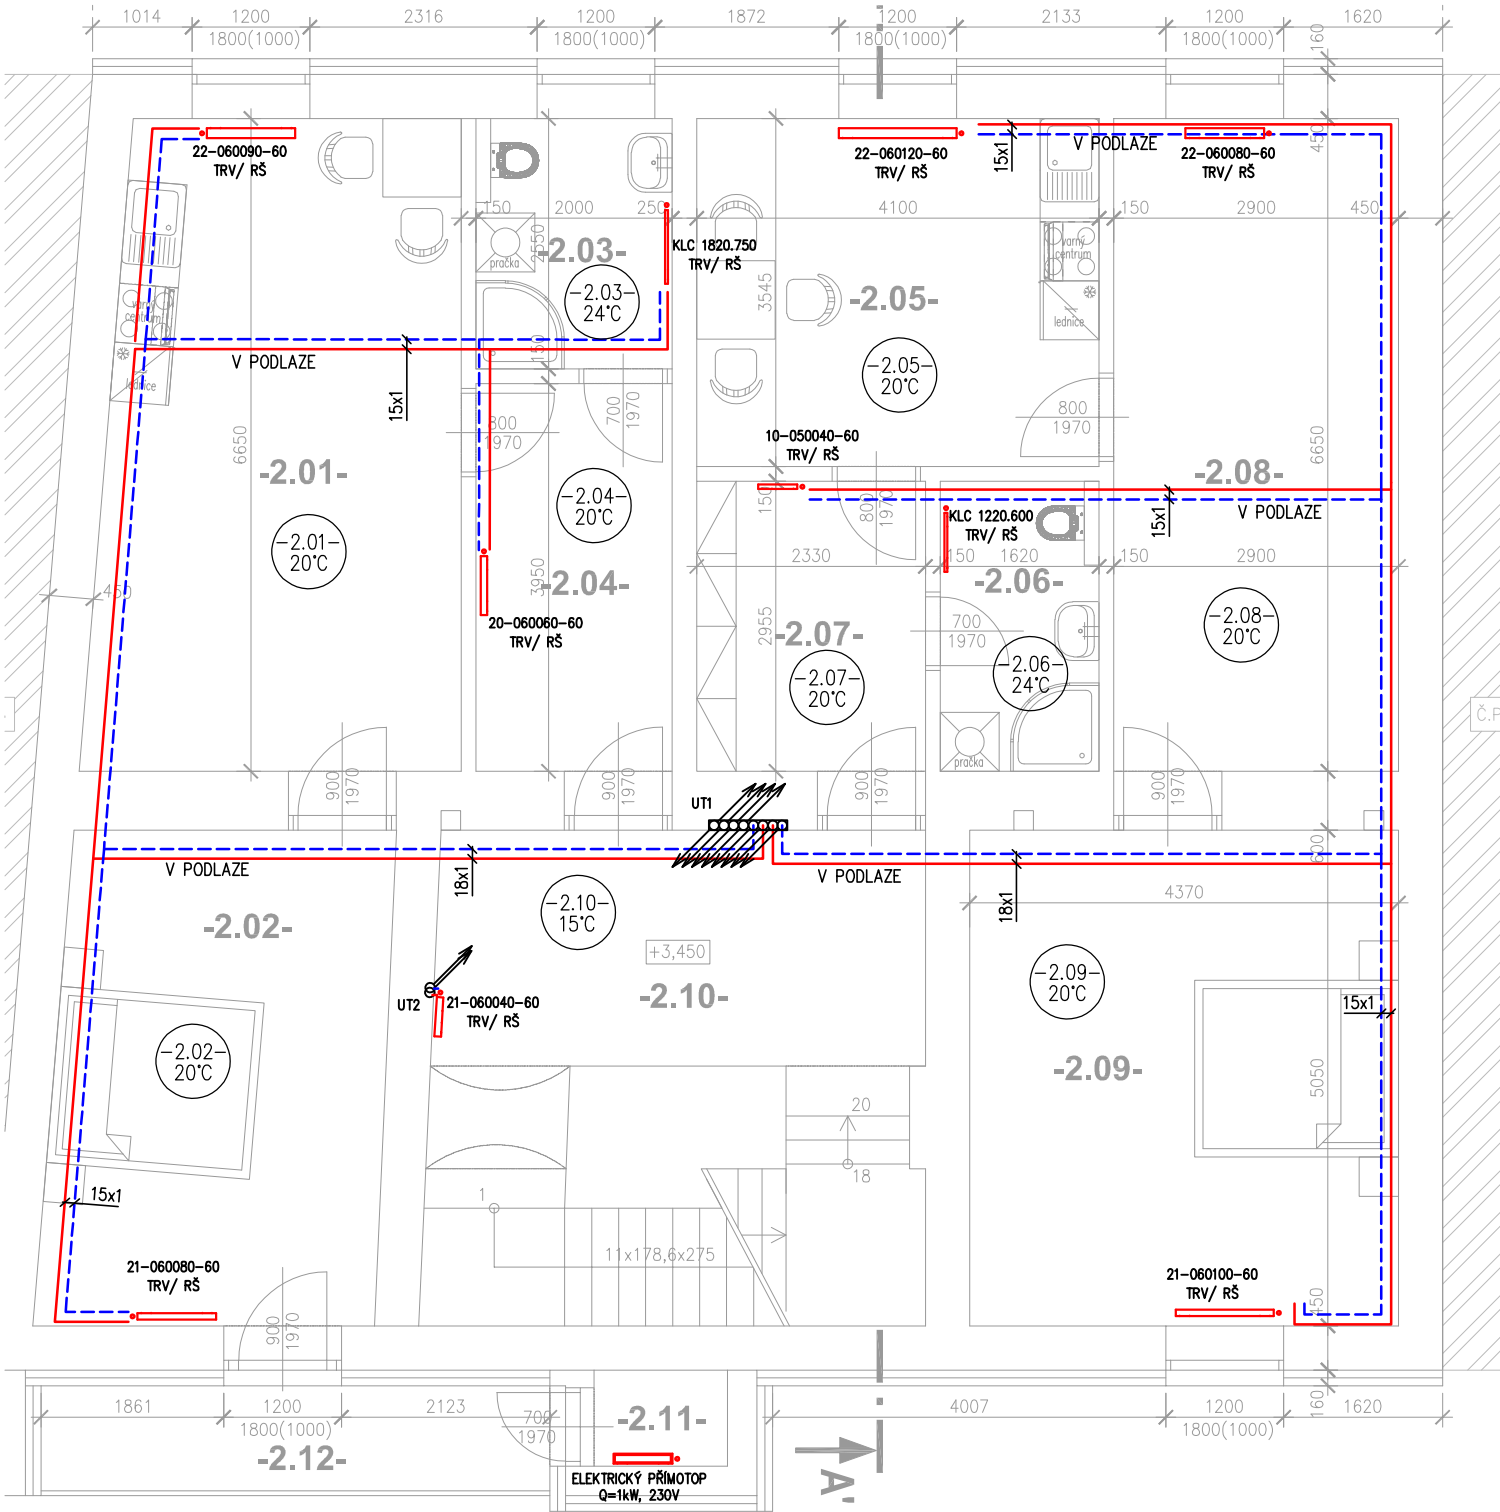 1014
1200
2316
1200
1872
1200
2133
1200
1620
1800(1000)
1800(1000)
1800(1000)
1800(1000)
160
22-060090-60
TRV/ RŠ
22-060120-60
TRV/ RŠ
15x1
V PODLAZE
22-060080-60
TRV/ RŠ
450
150
2000
250
4100
150
2900
450
2550
-2.03-
pračka
KLC 1820.750
TRV/ RŠ
varný
centrum
-2.03-
24°C
3545
-2.05-
lednice
varný
centrum
V PODLAZE
150
-2.05-
20°C
lednice
15x1
800
1970
700
1970
800
1970
6650
10-050040-60
TRV/ RŠ
6650
-2.01-
-2.04-
20°C
150
800
1970
-2.08-
15x1
V PODLAZE
KLC 1220.600
TRV/ RŠ
-2.01-
20°C
2330
150
1620
150
2900
450
3950
-2.04-
-2.06-
20-060060-60
TRV/ RŠ
2955
-2.07-
700
1970
-2.08-
20°C
-2.07-
20°C
-2.06-
24°C
Č.P
pračka
900
1970
900
1970
900
1970
900
1970
UT1
V PODLAZE
18x1
V PODLAZE
18x1
600
4370
-2.02-
-2.10-
15°C
+3,450
-2.09-
20°C
UT2
21-060040-60
TRV/ RŠ
-2.10-
15x1
-2.02-
20°C
-2.09-
5050
20
18
15x1
1
11x178,6x275
21-060080-60
TRV/ RŠ
21-060100-60
TRV/ RŠ
450
900
1970
1861
1200
2123
700
1970
-2.11-
4007
1200
1620
160
1800(1000)
1800(1000)
-2.12-
ELEKTRICKÝ PŘÍMOTOP
Q=1kW, 230V
A'